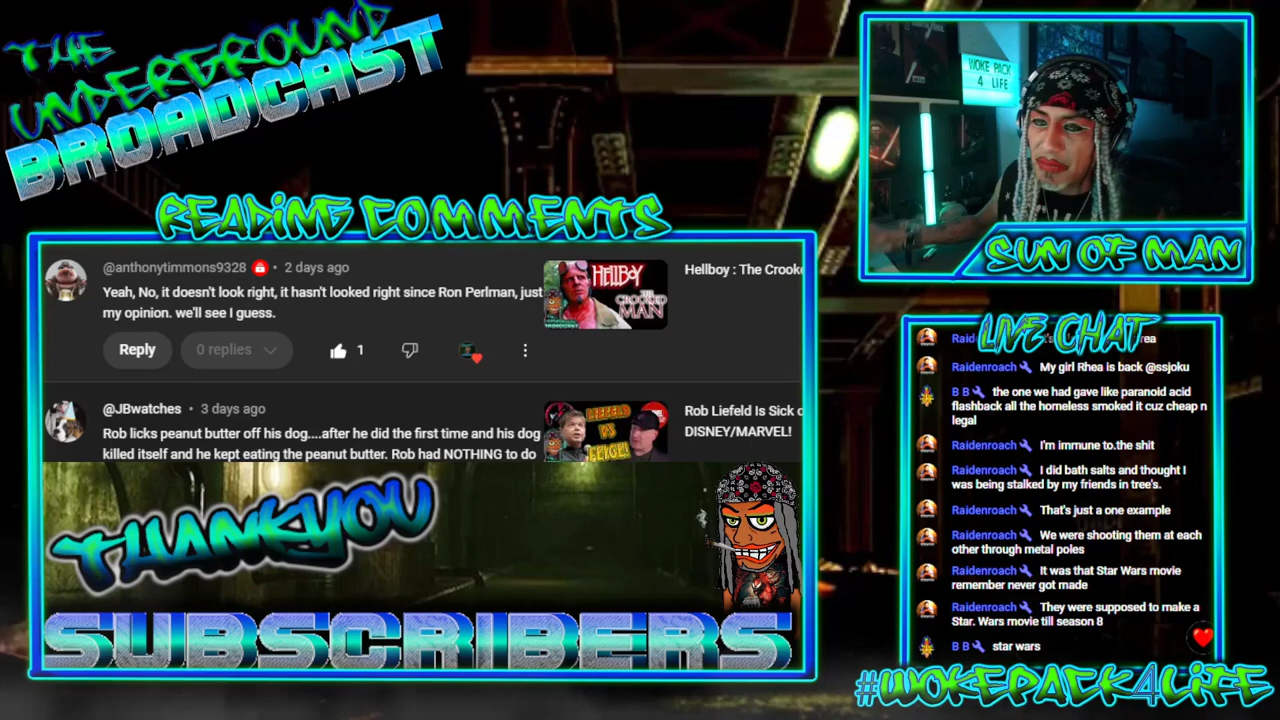 THE
UNDERGROUND
BROADCAST
READING COMMENTS
@anthonytimmons9328 • 2 days ago
Yeah, No, it doesn't look right, it hasn't looked right since Ron Perlman, just
my opinion. we'll see I guess.
Reply
0 replies
1
HELLBOY
THE
CROOKED
MAN
Hellboy : The Crook
@JBwatches • 3 days ago
Rob licks peanut butter off his dog....after he did the first time and his dog
killed itself and he kept eating the peanut butter. Rob had NOTHING to do
LIEFELD
VS
FEIGE!
Rob Liefeld Is Sick
DISNEY/MARVEL!
THANKYOU
SUBSCRIBERS
WOKE PACK
4 LIFE
SUN OF MAN
LIVE CHAT
Raidenroach My girl Rhea is back @ssjoku
B B the one we had gave like paranoid acid
flashback all the homeless smoked it cuz cheap n
legal
Raidenroach I'm immune to.the shit
Raidenroach I did bath salts and thought I
was being stalked by my friends in tree's.
Raidenroach That's just a one example
Raidenroach We were shooting them at each
other through metal poles
Raidenroach It was that Star Wars movie
remember never got made
Raidenroach They were supposed to make a
Star. Wars movie till season 8
B B star wars
#WOKEPACK4LIFE